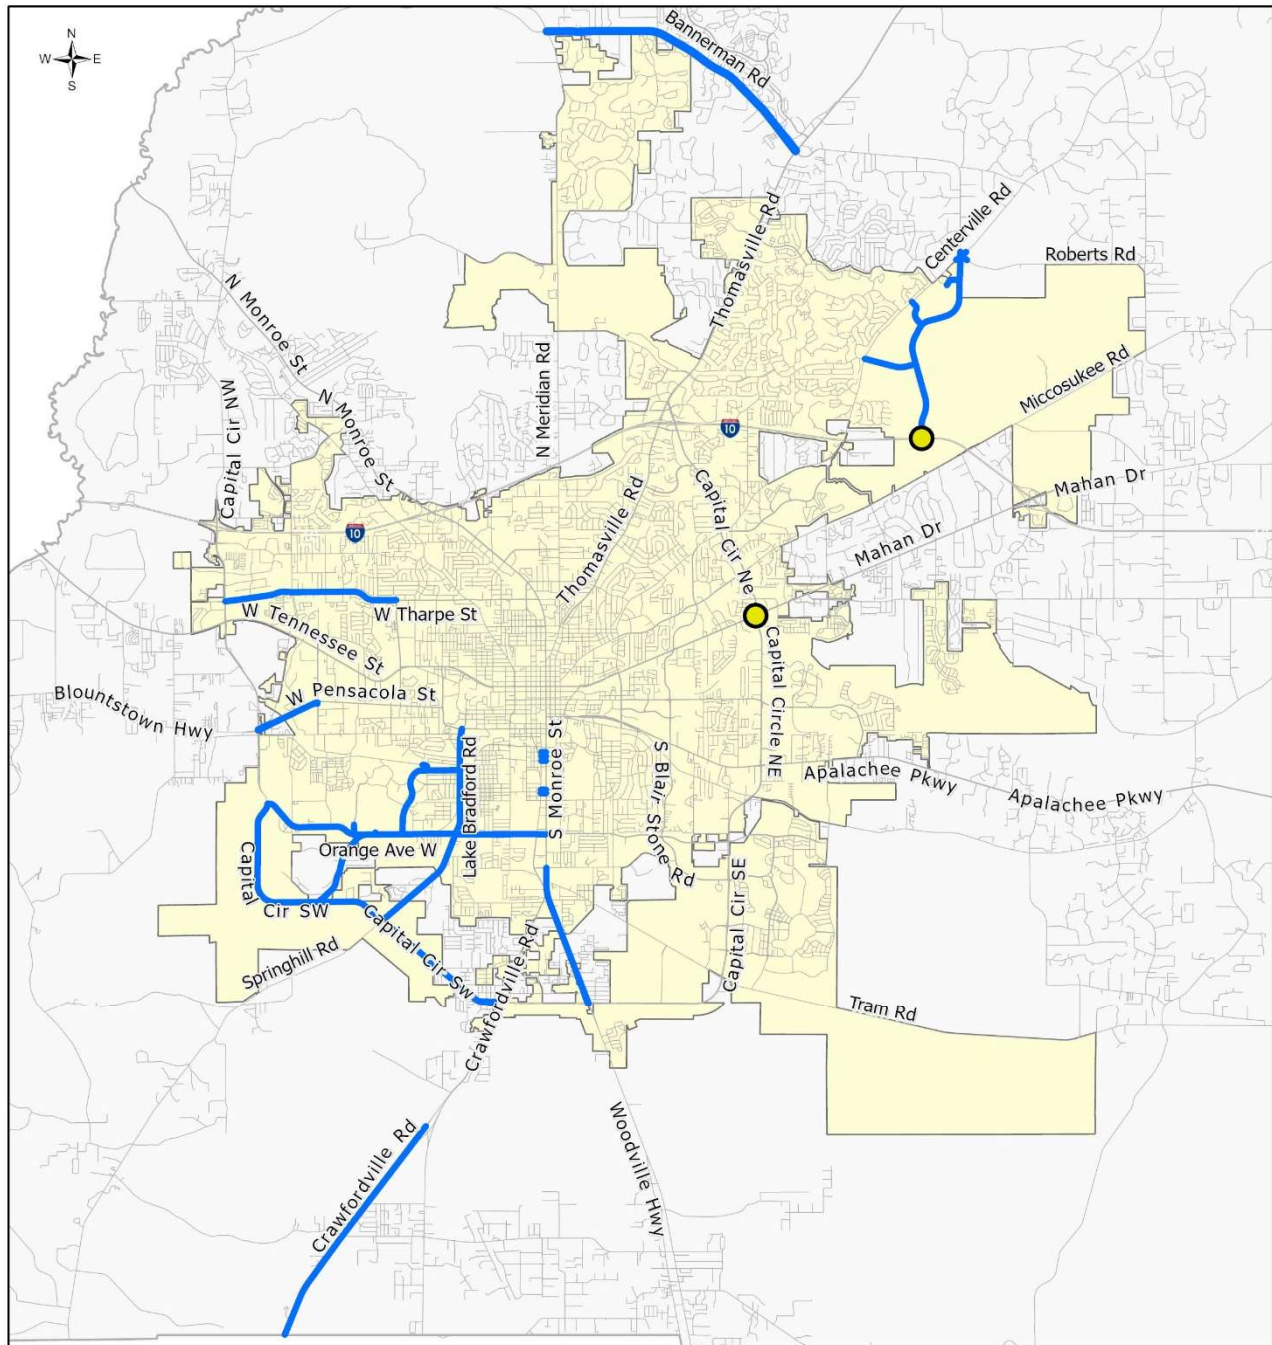 N
W E
S
Bannerman Rd
Centerville Rd
Roberts Rd
Thomasville Rd
N Monroe St
N Meridian Rd
Miccosukee Rd
Capital Cir NW
N Monroe St
10
Mahan Dr
Capital Cir Ne
Thomasville Rd
10
Mahan Dr
W Tharpe St
W Tennessee St
Capital Circle NE
W Pensacola St
Blountstown Hwy
S Monroe St
Lake Bradford Rd
S Blair Stone Rd
Apalachee Pkwy
Apalachee Pkwy
Orange Ave W
Capital Cir SW
Capital Cir SE
Capital Cir Sw
Springhill Rd
Crawfordville Rd
Tram Rd
Woodville Hwy
Crawfordville Rd